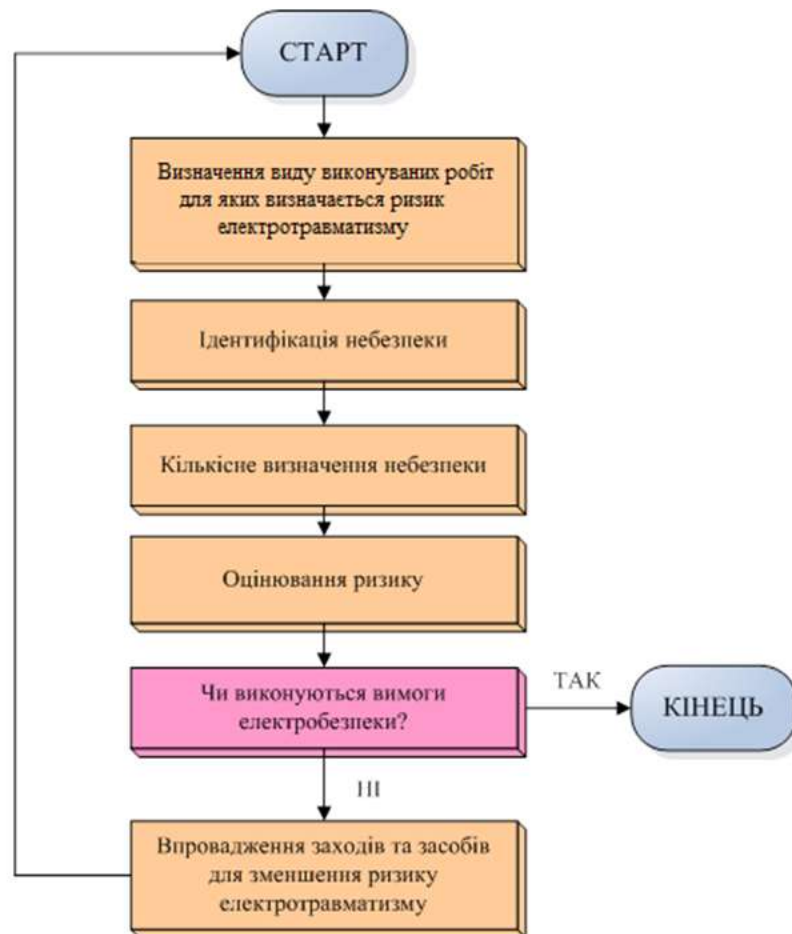 СТАРТ
Визначення виду виконуваних робіт
для яких визначається ризик
електротравматизму
Ідентифікація небезпеки
Кількісне визначення небезпеки
Оцінювання ризику
Чи виконуються вимоги
електробезпеки?
ТАК
КІНЕЦЬ
НІ
Впровадження заходів та засобів
для зменшення ризику
електротравматизму